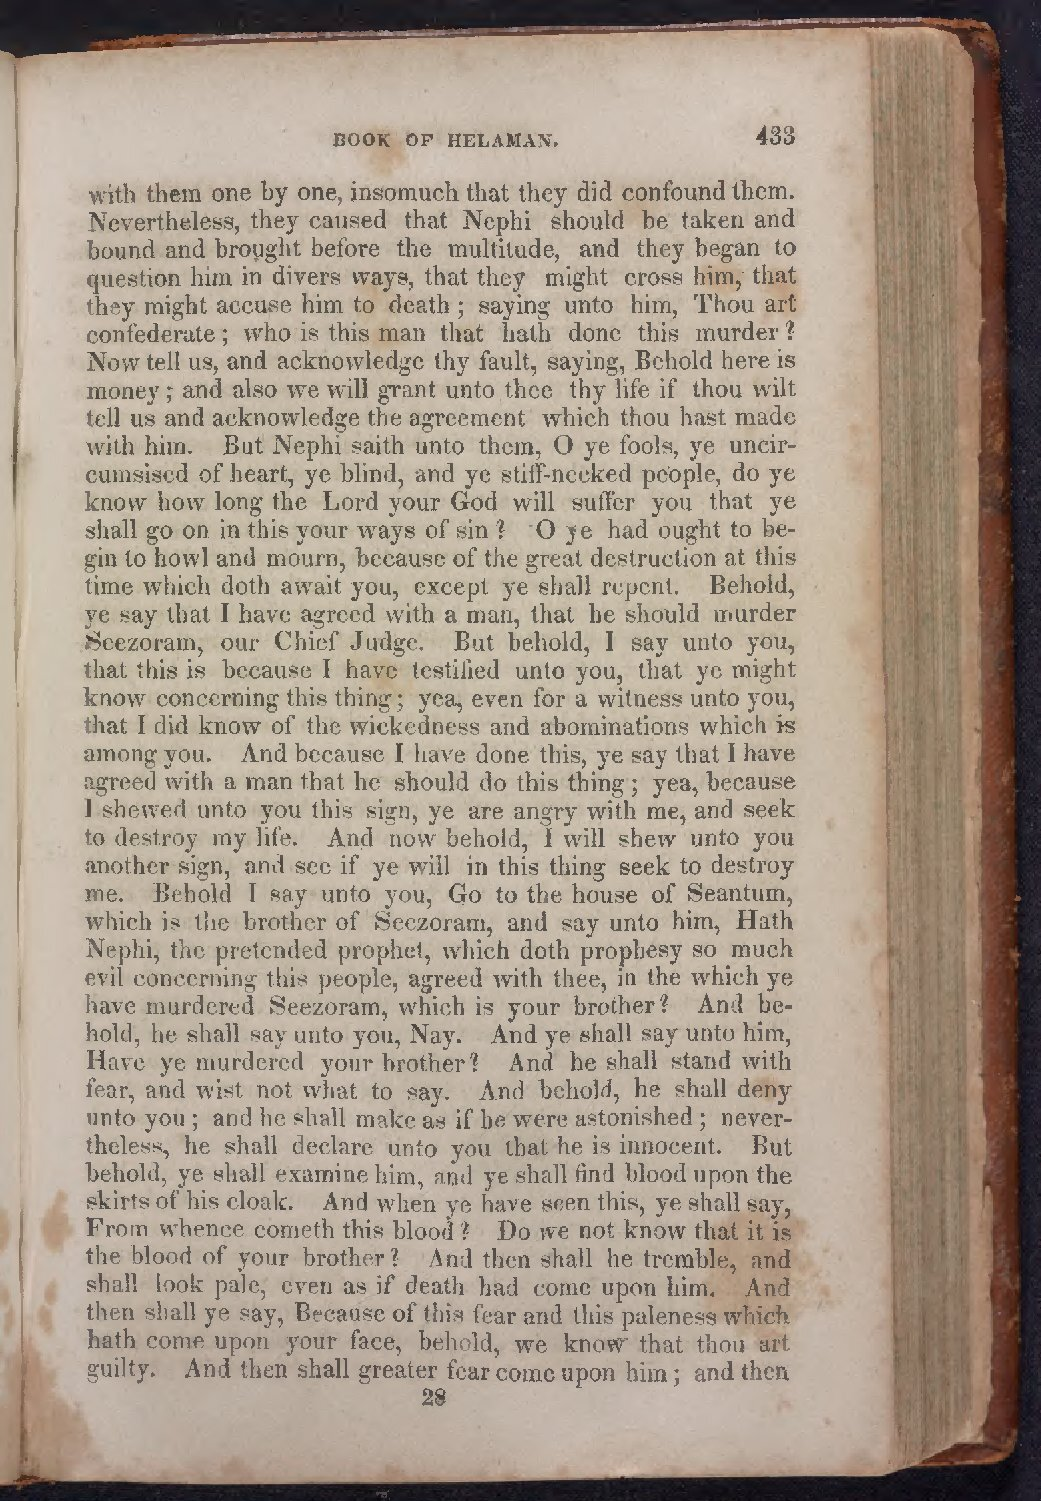 BOOK OF HELAMAN. 433
with them one by one, insomuch that they did confound them.
Nevertheless, they caused that Nephi should be taken and
bound and brought before the multitude, and they began to
question him in divers ways, that they might cross him, that
they might accuse him to death; saying unto him, Thou art
confederate; who is this man that hath done this murder?
Now tell us, and acknowledge thy fault, saying, Behold here is
money; and also we will grant unto thee thy life if thou wilt
tell us and acknowledge the agreement which thou hast made
with him. But Nephi saith unto them, O ye fools, ye uncir-
cumsised of heart, ye blind, and ye stiff-necked people, do ye
know how long the Lord your God will suffer you that ye
shall go on in this your ways of sin? O ye had ought to be-
gin to howl and mourn, because of the great destruction at this
time which doth await you, except ye shall repent. Behold,
ye say that I have agreed with a man, that he should murder
Seezoram, our Chief Judge. But behold, I say unto you,
that this is because I have testified unto you, that ye might
know concerning this thing; yea, even for a witness unto you,
that I did know of the wickedness and abominations which is
among you. And because I have done this, ye say that I have
agreed with a man that he should do this thing; yea, because
I shewed unto you this sign, ye are angry with me, and seek
to destroy my life. And now behold, I will shew unto you
another sign, and see if ye will in this thing seek to destroy
me. Behold I say unto you, Go to the house of Seantum,
which is the brother of Seezoram, and say unto him, Hath
Nephi, the pretended prophet, which doth prophesy so much
evil concerning this people, agreed with thee, in the which ye
have murdered Seezoram, which is your brother? And be-
hold, he shall say unto you, Nay. And ye shall say unto him,
Have ye murdered your brother? And he shall stand with
fear, and wist not what to say. And behold, he shall deny
unto you; and he shall make as if he were astonished; never-
theless, he shall declare unto you that he is innocent. But
behold, ye shall examine him, and ye shall find blood upon the
skirts of his cloak. And when ye have seen this, ye shall say,
From whence cometh this blood? Do we not know that it is
the blood of your brother? And then shall he tremble, and
shall look pale, even as if death had come upon him. And
then shall ye say, Because of this fear and this paleness which
hath come upon your face, behold, we know that thou art
guilty. And then shall greater fear come upon him; and then
28